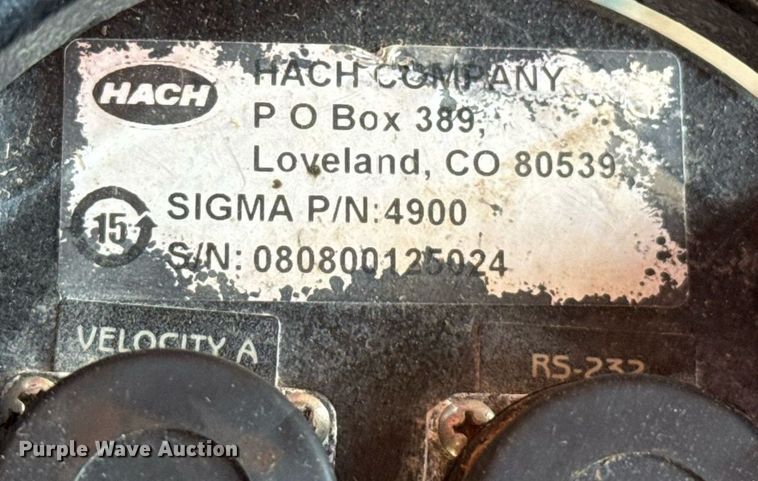 HACH
HACH COMPANY
P O Box 389,
Loveland, CO 80539
15
SIGMA P/N:4900
S/N: 080800125024
VELOCITY A
RS-232
Purple Wave Auction